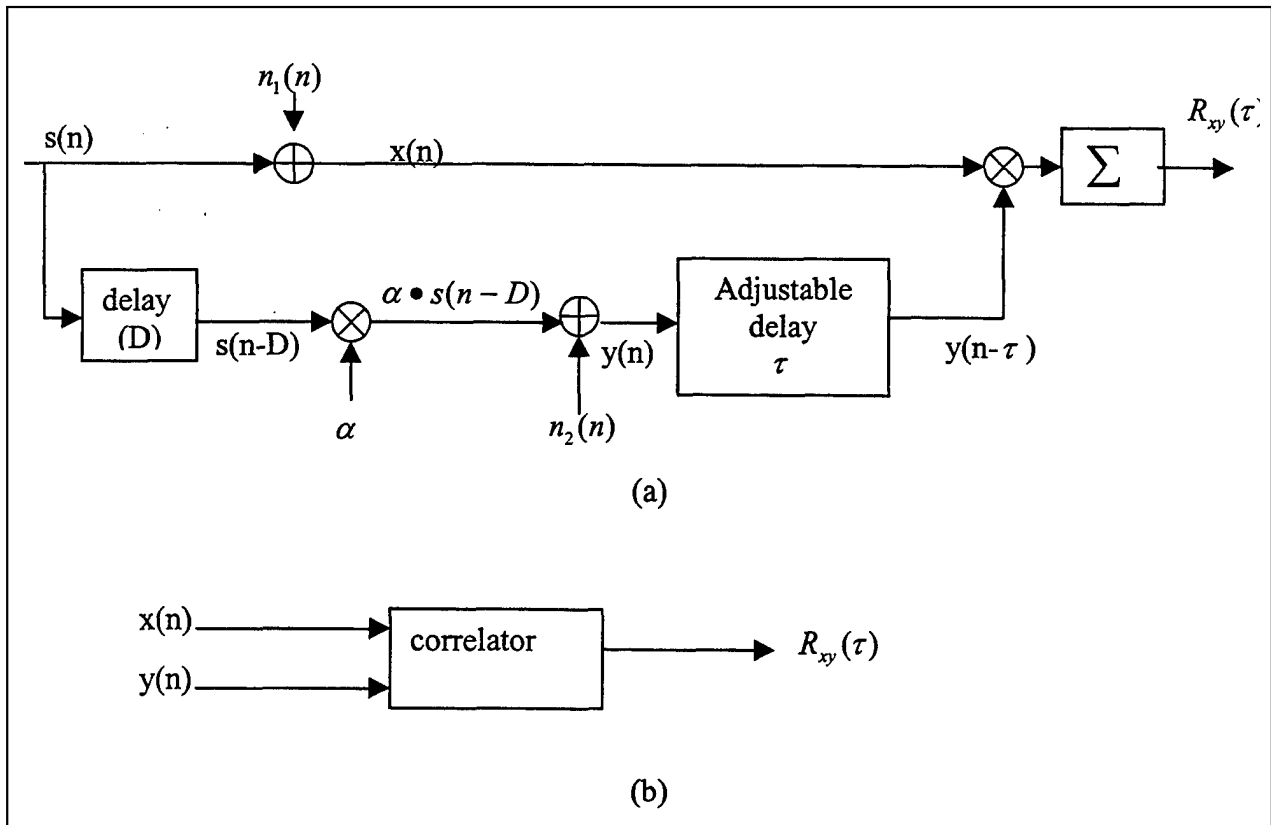 n₁(n)
s(n)
x(n)
R_xy(τ)
Σ
delay
(D)
s(n-D)
α • s(n − D)
α
y(n)
n₂(n)
Adjustable
delay
τ
y(n- τ )
(a)
x(n)
y(n)
correlator
R_xy(τ)
(b)